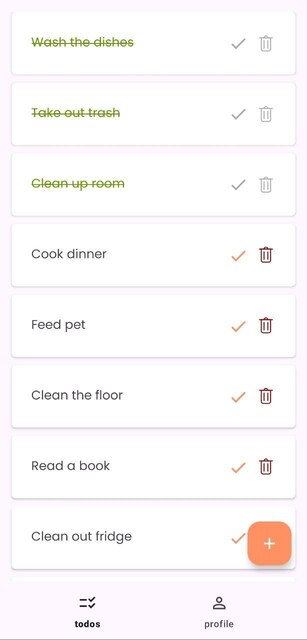 Wash the dishes
Take out trash
Clean up room
Cook dinner
Feed pet
Clean the floor
Read a book
Clean out fridge
+
todos
profile